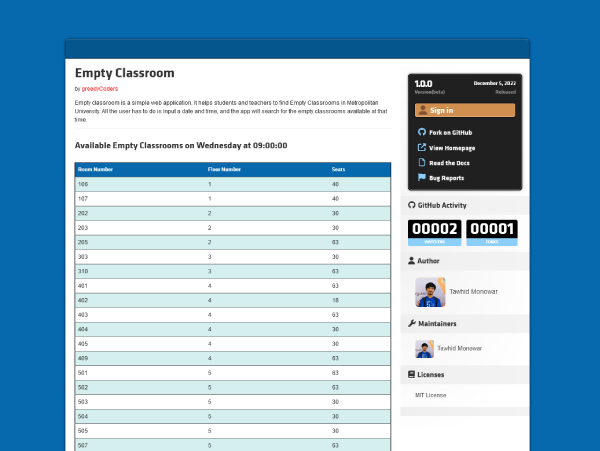 Empty Classroom
by greedyCoders
Empty classroom is a simple web application. It helps students and teachers to find Empty Classrooms in Metropolitan
University. All the user has to do is input a date and time, and the app will search for the empty classrooms available at that
time.
Available Empty Classrooms on Wednesday at 09:00:00
Room Number Floor Number Seats
106 1 40
107 1 40
202 2 30
203 2 30
205 2 63
303 3 30
310 3 63
401 4 63
402 4 18
403 4 63
404 4 30
405 4 30
409 4 63
501 5 63
502 5 63
503 5 30
504 5 30
505 5 30
507 5 63
1.0.0 December 5, 2022
Version(beta) Released
Sign in
Fork on GitHub
View Homepage
Read the Docs
Bug Reports
GitHub Activity
00002 00001
Author
Tawhid Monowar
Maintainers
Tawhid Monowar
Licenses
MIT License